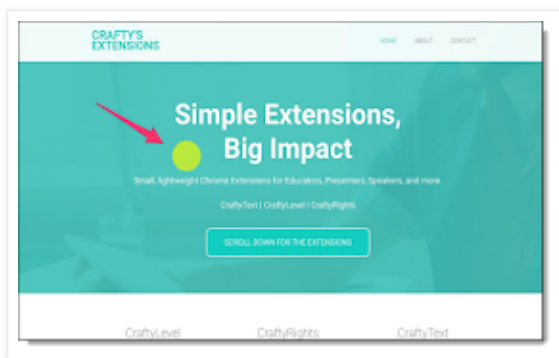 CRAFTY'S
EXTENSIONS
HOME ABOUT CONTACT
Simple Extensions,
Big Impact
Small, lightweight Chrome Extensions for Educators, Presenters, Speakers, and more
CraftyText | CraftyLevel | CraftyRights
SCROLL DOWN FOR THE EXTENSIONS
CraftyLevel CraftyRights CraftyText